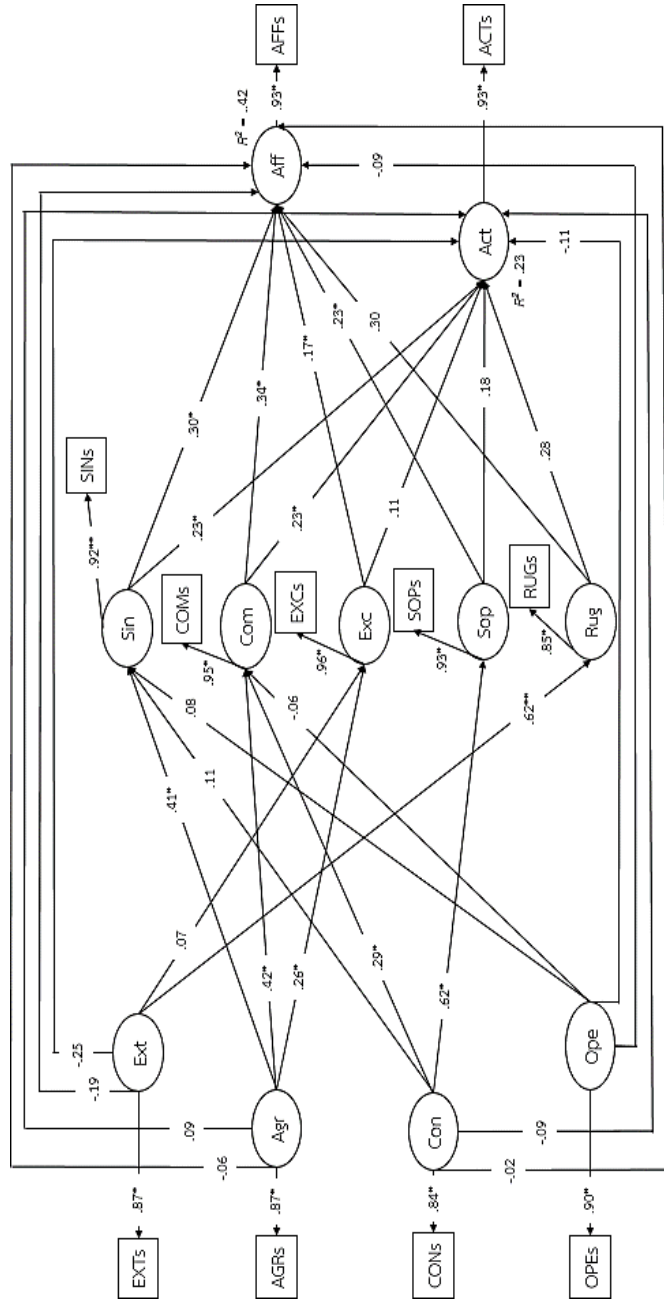 EXTs
AGRs
CONs
OPEs
.87*
.87*
.84*
.90*
-.06
.09
-.19
-.25
-.02
-.09
Ext
Agr
Con
Ope
.07
.42*
.26*
.29*
.62*
.41*
.11
.08
-.06
.62**
Sin
Com
Exc
Sop
Rug
.92**
.95*
.96*
.93*
.85*
SINs
COMs
EXCs
SOPs
RUGs
.23*
.30*
.23*
.34*
.11
.17*
.18
.23*
.28
.30
R² = .23
-.11
-.09
Act
Aff
R² = ..42
.93*
.93*
AFFs
ACTs